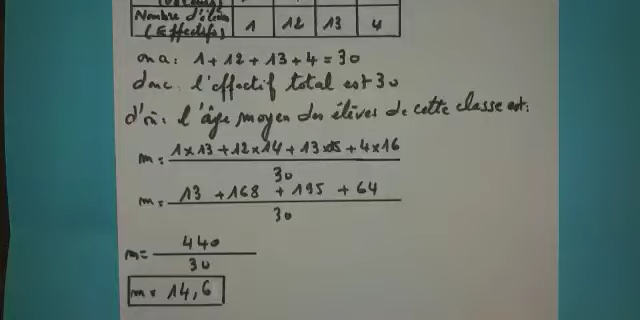 Nombre d'élèves 1 12 13 4
(Effectifs)
on a: 1 + 12 + 13 + 4 = 30
donc: l'effectif total est 30
d'où: l'âge moyen des élèves de cette classe est:
m = 1×13 + 12×14 + 13×15 + 4×16
30
m = 13 + 168 + 195 + 64
30
m = 440
30
m = 14,6